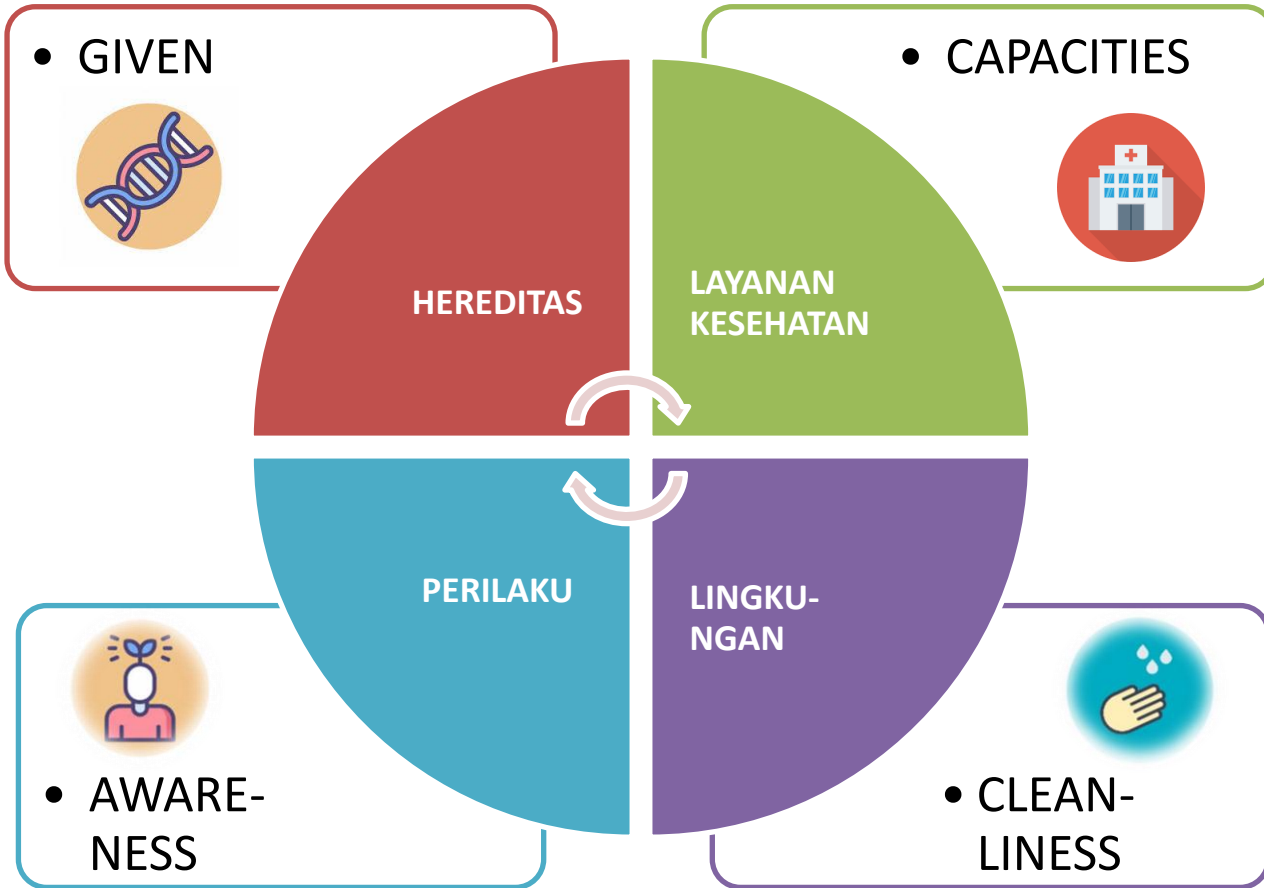 • GIVEN
• CAPACITIES
HEREDITAS
LAYANAN
KESEHATAN
PERILAKU
LINGKU-
NGAN
• AWARE-
NESS
• CLEAN-
LINESS